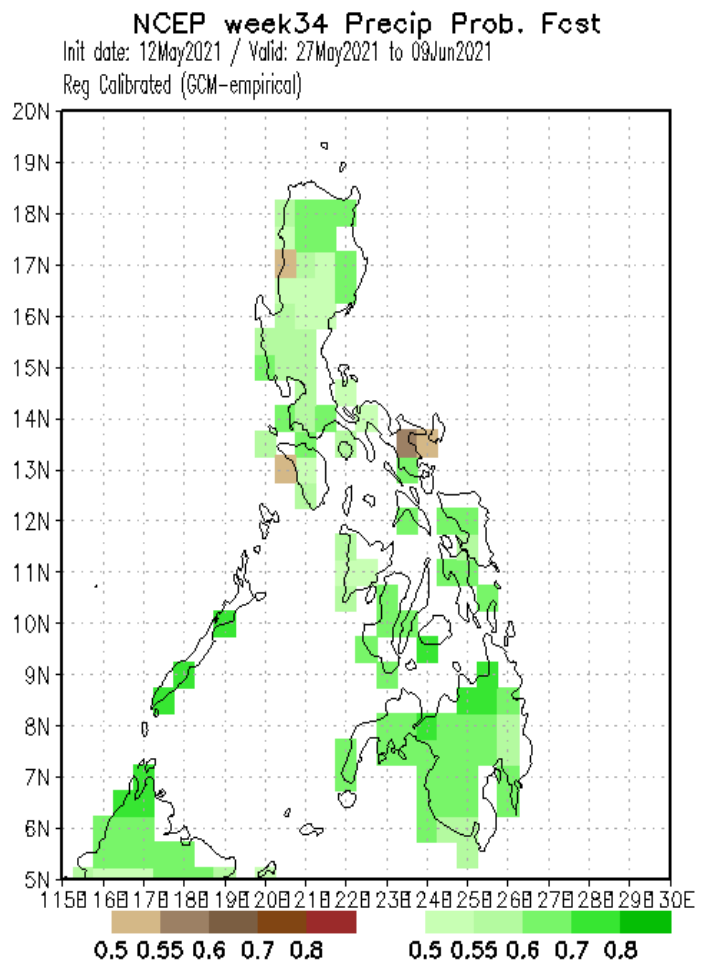 NCEP week34 Precip Prob. Fcst
Init date: 12May2021 / Valid: 27May2021 to 09Jun2021
Reg Calibrated (GCM-empirical)
20N
19N
18N
17N
16N
15N
14N
13N
12N
11N
10N
9N
8N
7N
6N
5N
115E 116E 117E 118E 119E 120E 121E 122E 123E 124E 125E 126E 127E 128E 129E 130E
0.5 0.55 0.6 0.7 0.8 0.5 0.55 0.6 0.7 0.8